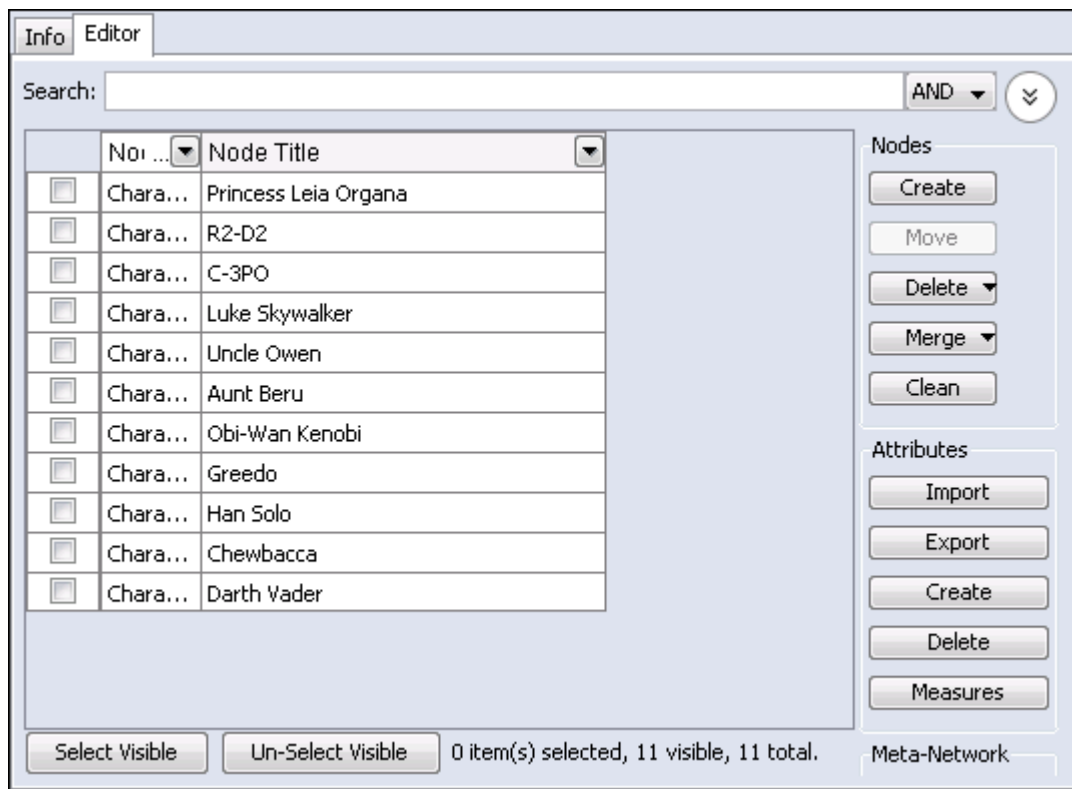 Info Editor
Search: AND
Noı ... Node Title
Chara... Princess Leia Organa
Chara... R2-D2
Chara... C-3PO
Chara... Luke Skywalker
Chara... Uncle Owen
Chara... Aunt Beru
Chara... Obi-Wan Kenobi
Chara... Greedo
Chara... Han Solo
Chara... Chewbacca
Chara... Darth Vader
Select Visible Un-Select Visible 0 item(s) selected, 11 visible, 11 total.
Nodes
Create
Move
Delete
Merge
Clean
Attributes
Import
Export
Create
Delete
Measures
Meta-Network